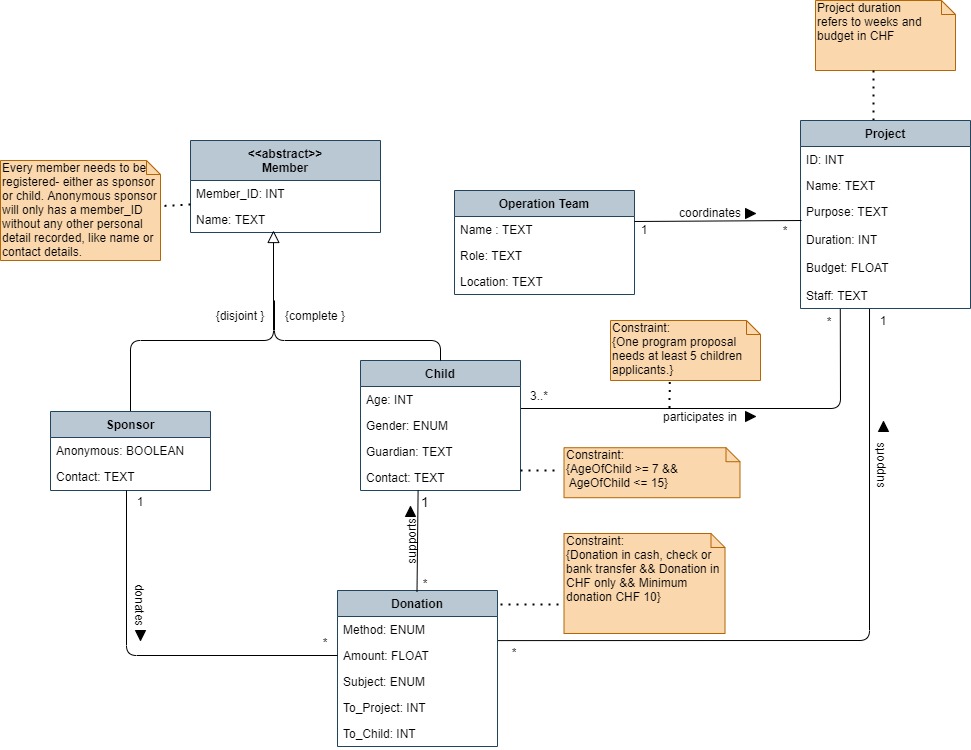 Project duration
refers to weeks and
budget in CHF
Project
ID: INT
Name: TEXT
Purpose: TEXT
Duration: INT
Budget: FLOAT
Staff: TEXT
<<abstract>>
Member
Member_ID: INT
Name: TEXT
Every member needs to be
registered- either as sponsor
or child. Anonymous sponsor
will only has a member_ID
without any other personal
detail recorded, like name or
contact details.
Operation Team
Name : TEXT
Role: TEXT
Location: TEXT
coordinates
1
*
{disjoint }
{complete }
Constraint:
{One program proposal
needs at least 5 children
applicants.}
*
1
Child
Age: INT
Gender: ENUM
Guardian: TEXT
Contact: TEXT
3..*
participates in
Sponsor
Anonymous: BOOLEAN
Contact: TEXT
Constraint:
{AgeOfChild >= 7 &&
AgeOfChild <= 15}
supports
1
1
supports
*
donates
*
Constraint:
{Donation in cash, check or
bank transfer && Donation in
CHF only && Minimum
donation CHF 10}
Donation
Method: ENUM
Amount: FLOAT
Subject: ENUM
To_Project: INT
To_Child: INT
*